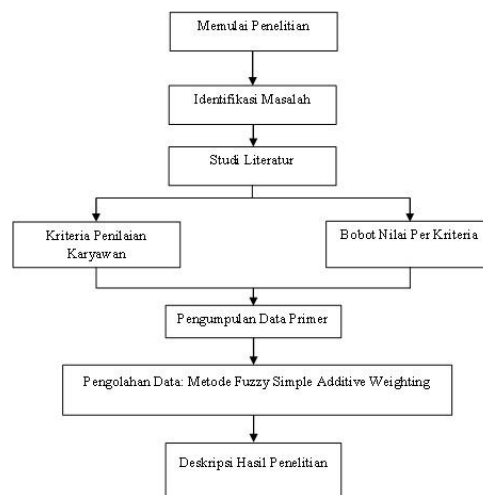 Memulai Penelitian
Identifikasi Masalah
Studi Literatur
Kriteria Penilaian
Karyawan
Bobot Nilai Per Kriteria
Pengumpulan Data Primer
Pengolahan Data: Metode Fuzzy Simple Additive Weighting
Deskripsi Hasil Penelitian